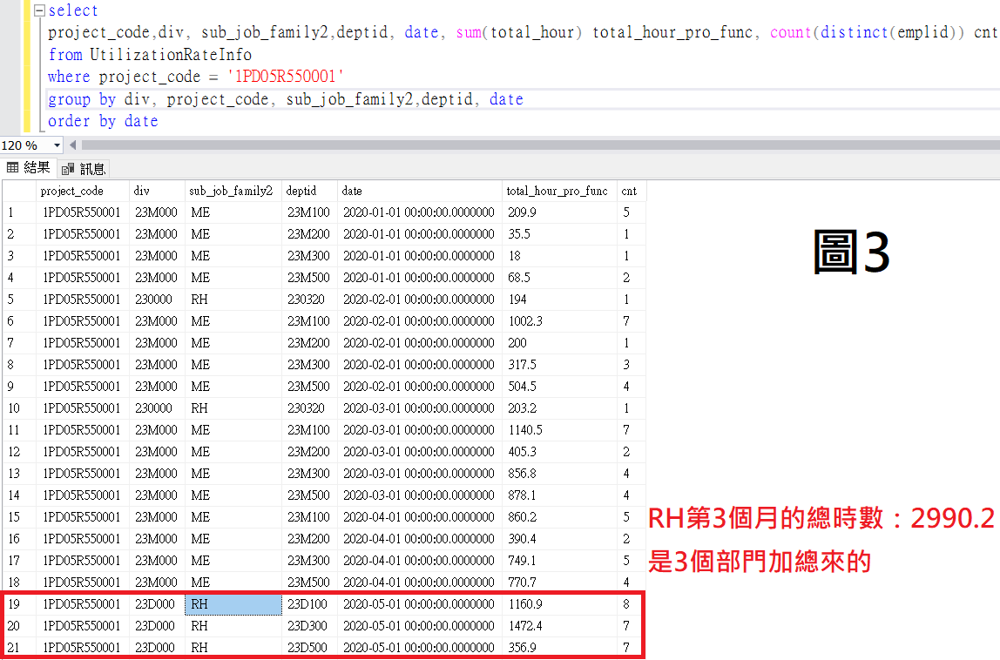 select
project_code,div, sub_job_family2,deptid, date, sum(total_hour) total_hour_pro_func, count(distinct(emplid)) cnt
from UtilizationRateInfo
where project_code = '1PD05R550001'
group by div, project_code, sub_job_family2,deptid, date
order by date
120 %
結果 訊息
project_code div sub_job_family2 deptid date total_hour_pro_func cnt
1 1PD05R550001 23M000 ME 23M100 2020-01-01 00:00:00.0000000 209.9 5
2 1PD05R550001 23M000 ME 23M200 2020-01-01 00:00:00.0000000 35.5 1
3 1PD05R550001 23M000 ME 23M300 2020-01-01 00:00:00.0000000 18 1
4 1PD05R550001 23M000 ME 23M500 2020-01-01 00:00:00.0000000 68.5 2
5 1PD05R550001 230000 RH 230320 2020-02-01 00:00:00.0000000 194 1
6 1PD05R550001 23M000 ME 23M100 2020-02-01 00:00:00.0000000 1002.3 7
7 1PD05R550001 23M000 ME 23M200 2020-02-01 00:00:00.0000000 200 1
8 1PD05R550001 23M000 ME 23M300 2020-02-01 00:00:00.0000000 317.5 3
9 1PD05R550001 23M000 ME 23M500 2020-02-01 00:00:00.0000000 504.5 4
10 1PD05R550001 230000 RH 230320 2020-03-01 00:00:00.0000000 203.2 1
11 1PD05R550001 23M000 ME 23M100 2020-03-01 00:00:00.0000000 1140.5 7
12 1PD05R550001 23M000 ME 23M200 2020-03-01 00:00:00.0000000 405.3 2
13 1PD05R550001 23M000 ME 23M300 2020-03-01 00:00:00.0000000 856.8 4
14 1PD05R550001 23M000 ME 23M500 2020-03-01 00:00:00.0000000 878.1 4
15 1PD05R550001 23M000 ME 23M100 2020-04-01 00:00:00.0000000 860.2 5
16 1PD05R550001 23M000 ME 23M200 2020-04-01 00:00:00.0000000 390.4 2
17 1PD05R550001 23M000 ME 23M300 2020-04-01 00:00:00.0000000 749.1 5
18 1PD05R550001 23M000 ME 23M500 2020-04-01 00:00:00.0000000 770.7 4
19 1PD05R550001 23D000 RH 23D100 2020-05-01 00:00:00.0000000 1160.9 8
20 1PD05R550001 23D000 RH 23D300 2020-05-01 00:00:00.0000000 1472.4 7
21 1PD05R550001 23D000 RH 23D500 2020-05-01 00:00:00.0000000 356.9 7
圖3
RH第3個月的總時數：2990.2
是3個部門加總來的